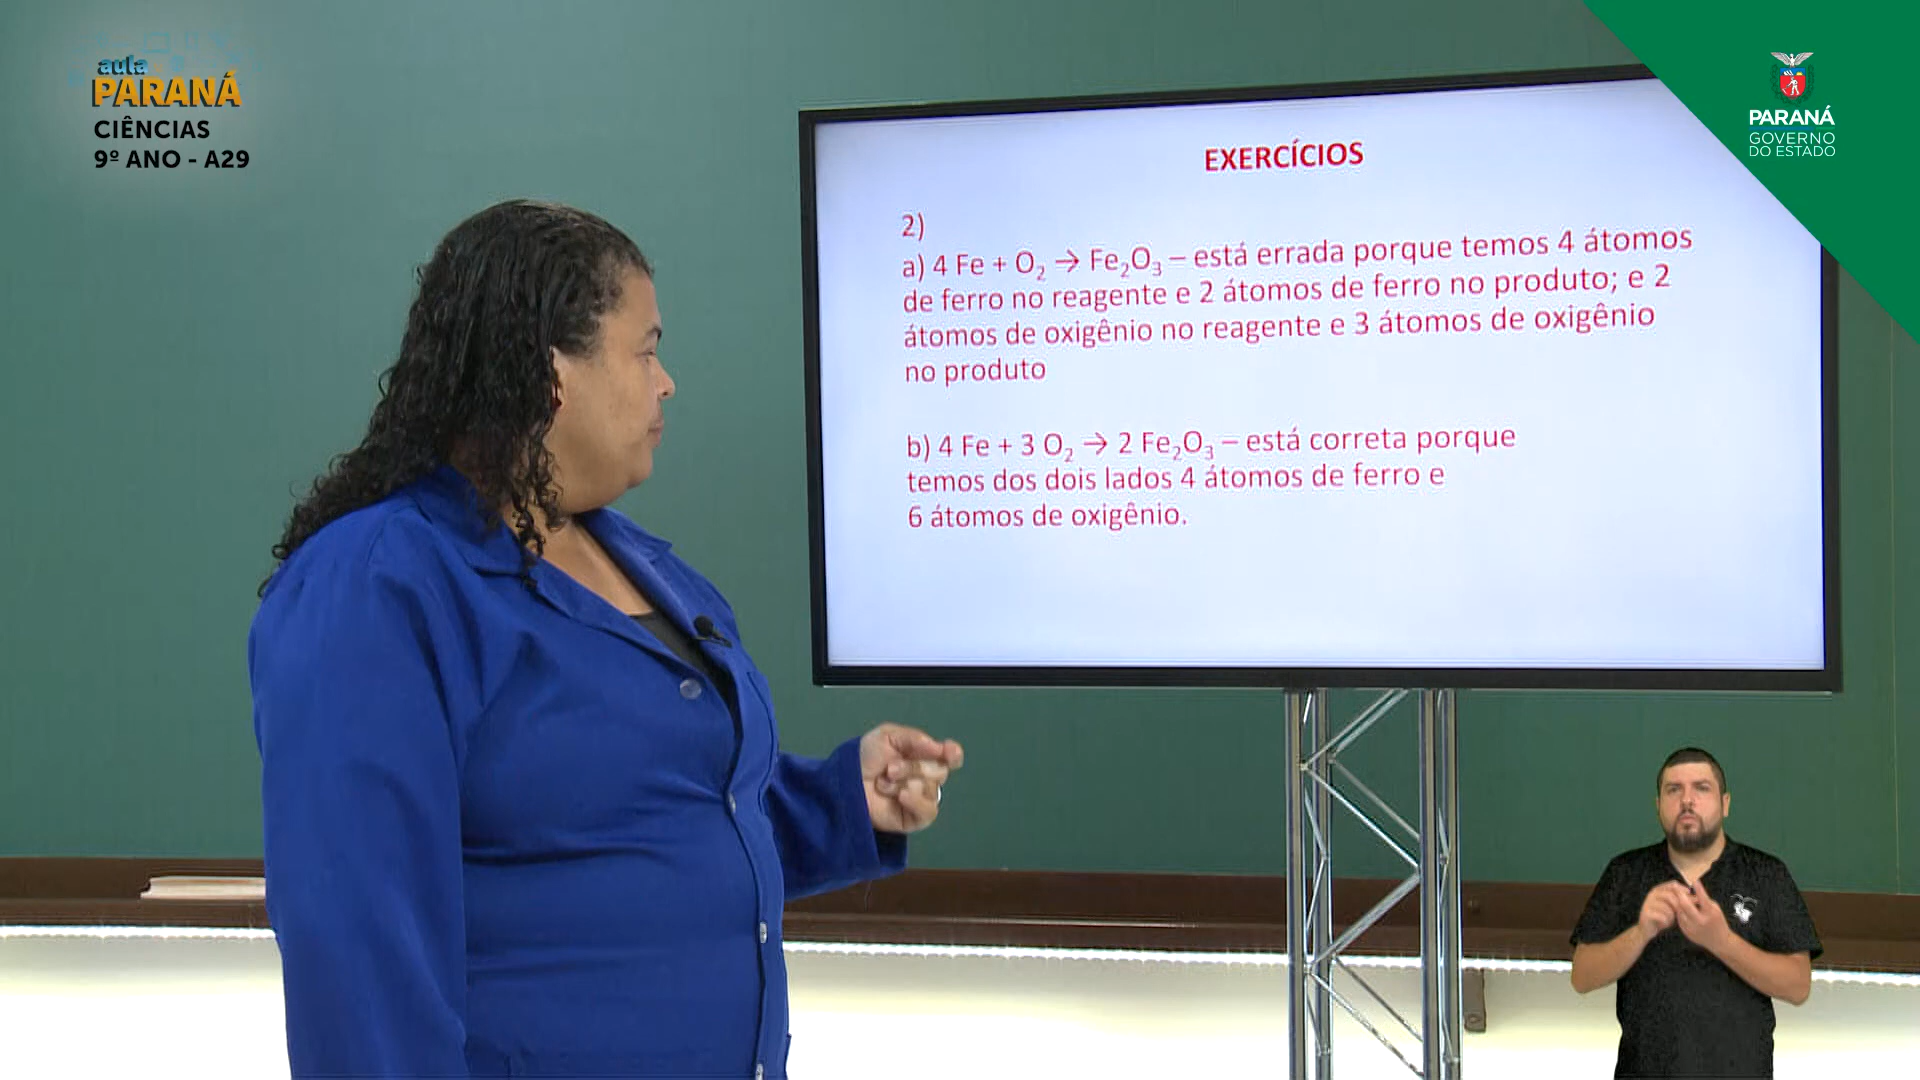 aula
PARANÁ
CIÊNCIAS
9º ANO - A29
PARANÁ
GOVERNO
DO ESTADO
EXERCÍCIOS
2)
a) 4 Fe + O₂ → Fe₂O₃ – está errada porque temos 4 átomos
de ferro no reagente e 2 átomos de ferro no produto; e 2
átomos de oxigênio no reagente e 3 átomos de oxigênio
no produto
b) 4 Fe + 3 O₂ → 2 Fe₂O₃ – está correta porque
temos dos dois lados 4 átomos de ferro e
6 átomos de oxigênio.